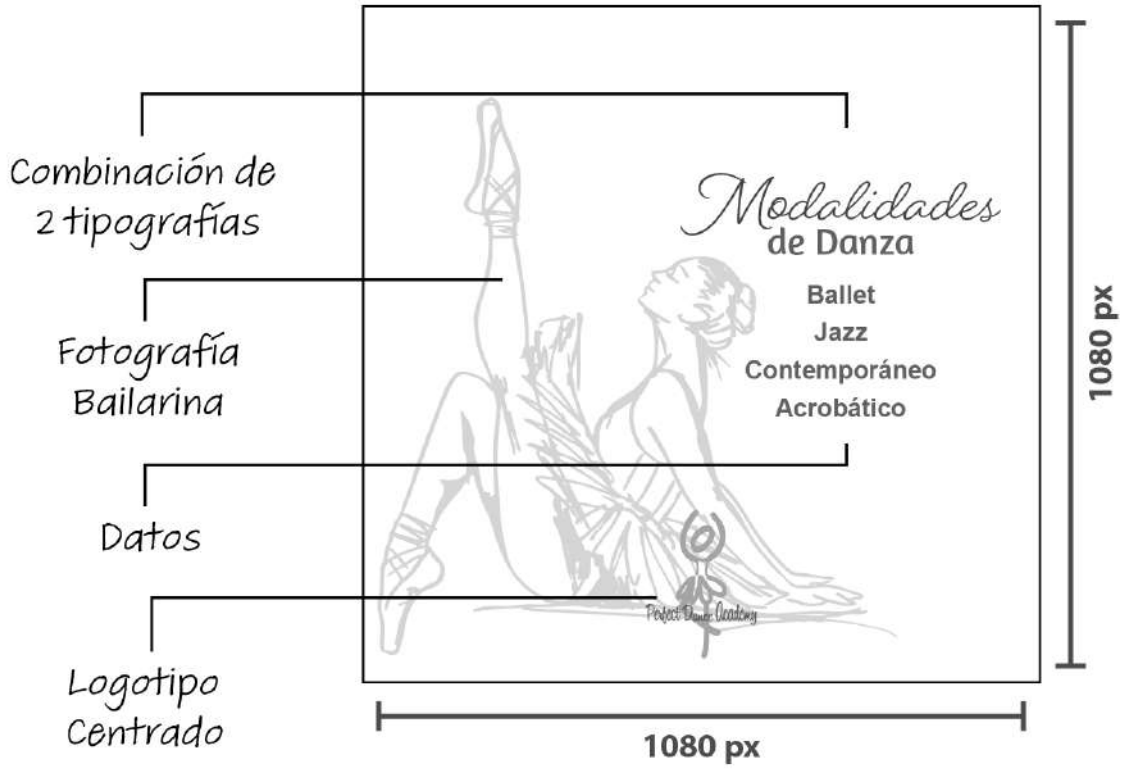 Combinación de
2 tipografías
Fotografía
Bailarina
Datos
Logotipo
Centrado
Modalidades
de Danza
Ballet
Jazz
Contemporáneo
Acrobático
Perfect Dance Academy
1080 px
1080 px